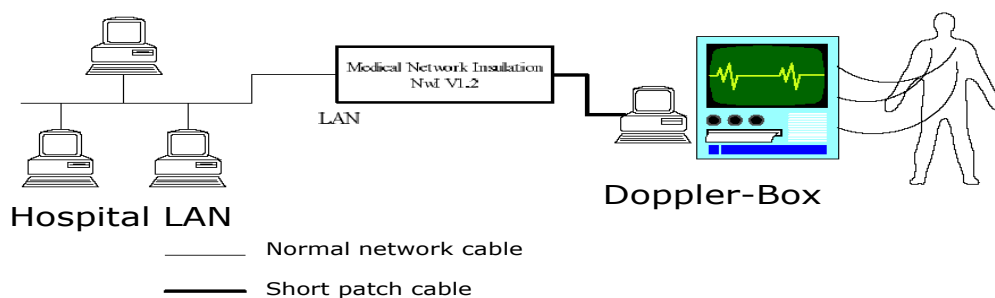 Medical Network Insulation
NwI V1.2
LAN
Doppler-Box
Hospital LAN
Normal network cable
Short patch cable